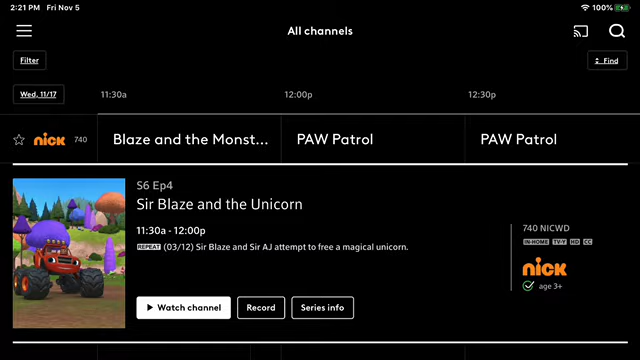 2:21 PM Fri Nov 5 100%
All channels
Filter
Find
Wed, 11/17 11:30a 12:00p 12:30p
nick 740 Blaze and the Monst... PAW Patrol PAW Patrol
S6 Ep4
Sir Blaze and the Unicorn
11:30a - 12:00p
REPEAT (03/12) Sir Blaze and Sir AJ attempt to free a magical unicorn.
740 NICWD
IN-HOME TV-Y HD CC
nick
age 3+
Watch channel Record Series info